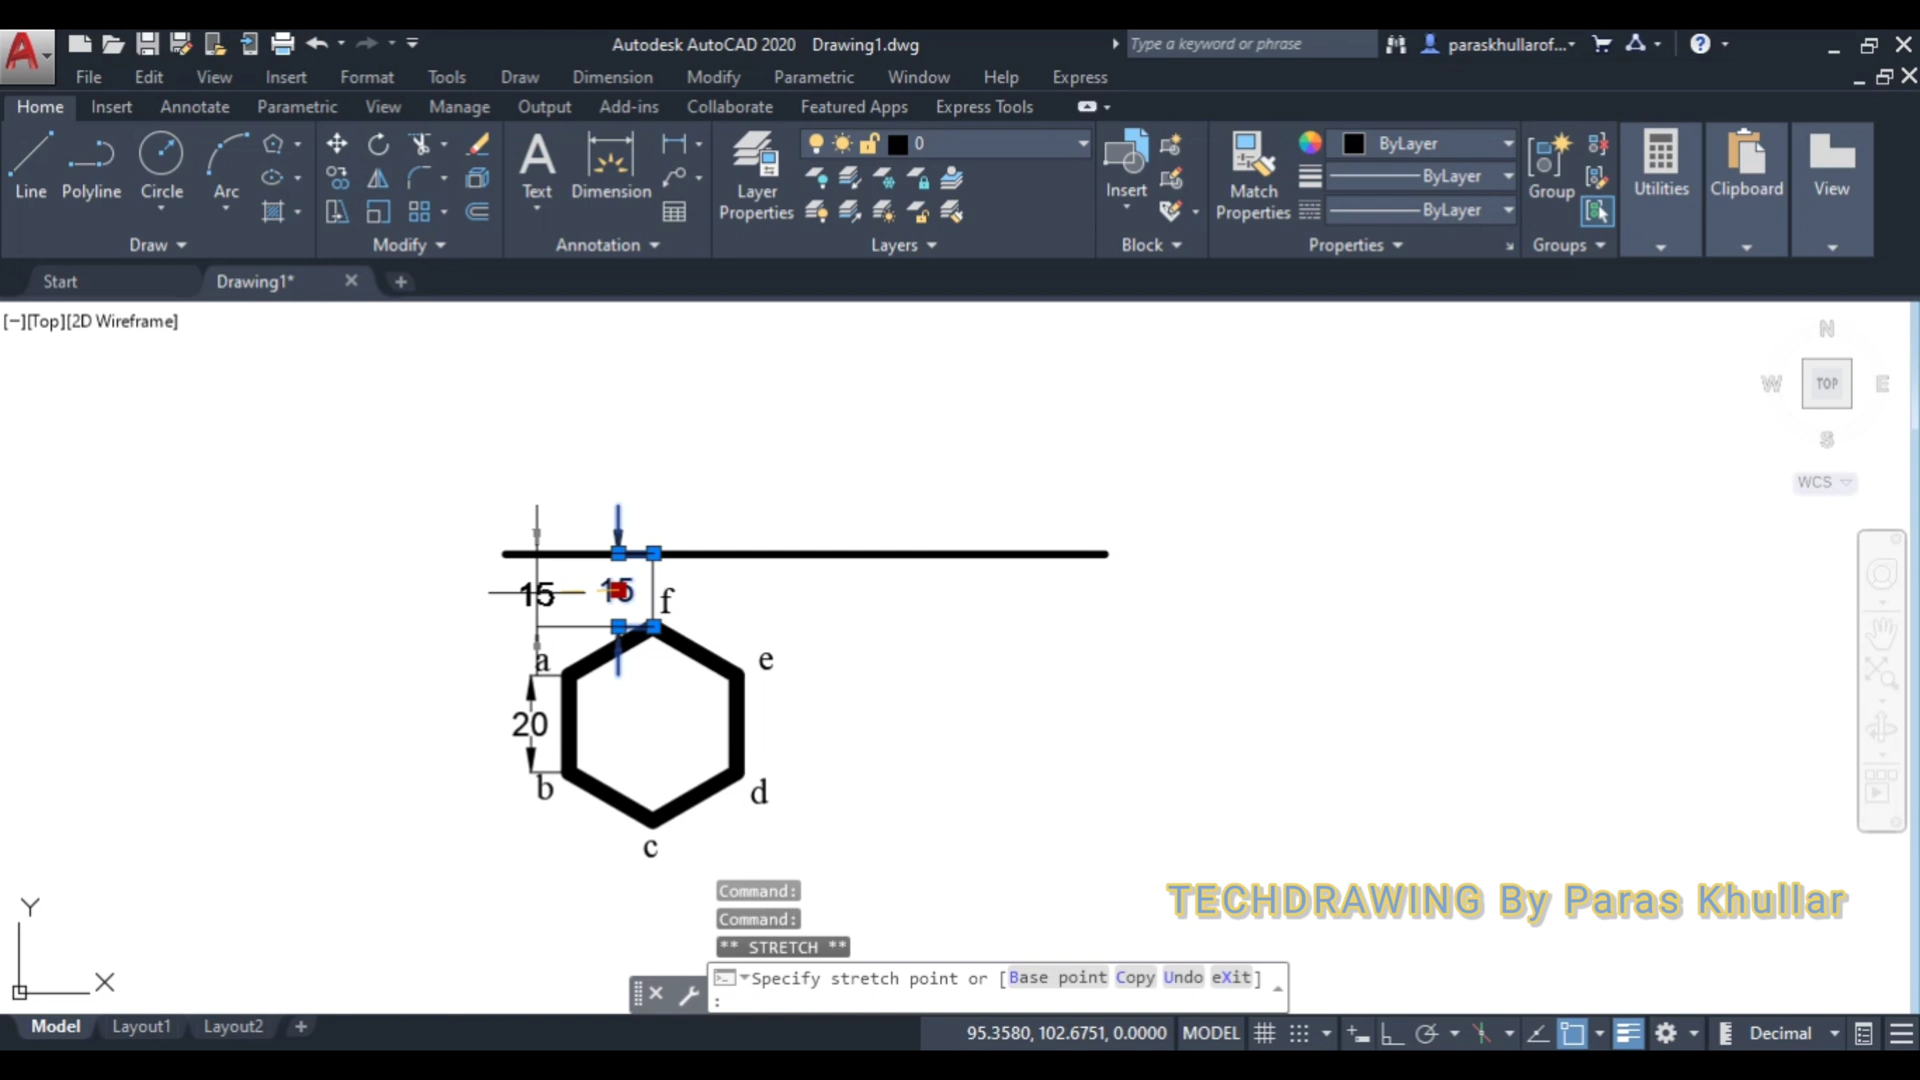 Autodesk AutoCAD 2020 Drawing1.dwg Type a keyword or phrase paraskhullarof...
File Edit View Insert Format Tools Draw Dimension Modify Parametric Window Help Express
Home Insert Annotate Parametric View Manage Output Add-ins Collaborate Featured Apps Express Tools
0 ByLayer
ByLayer
Line Polyline Circle Arc Text Dimension Layer Properties Insert Match Properties Group Utilities Clipboard View
ByLayer
Draw Modify Annotation Layers Block Properties Groups
Start Drawing1*
[−][Top][2D Wireframe]
N
W TOP E
S
WCS
15 15 f
a e
20
b d
c
Command:
TECHDRAWING By Paras Khullar
Command:
** STRETCH **
Y
X
Specify stretch point or [Base point Copy Undo eXit]
:
Model Layout1 Layout2 + 95.3580, 102.6751, 0.0000 MODEL Decimal